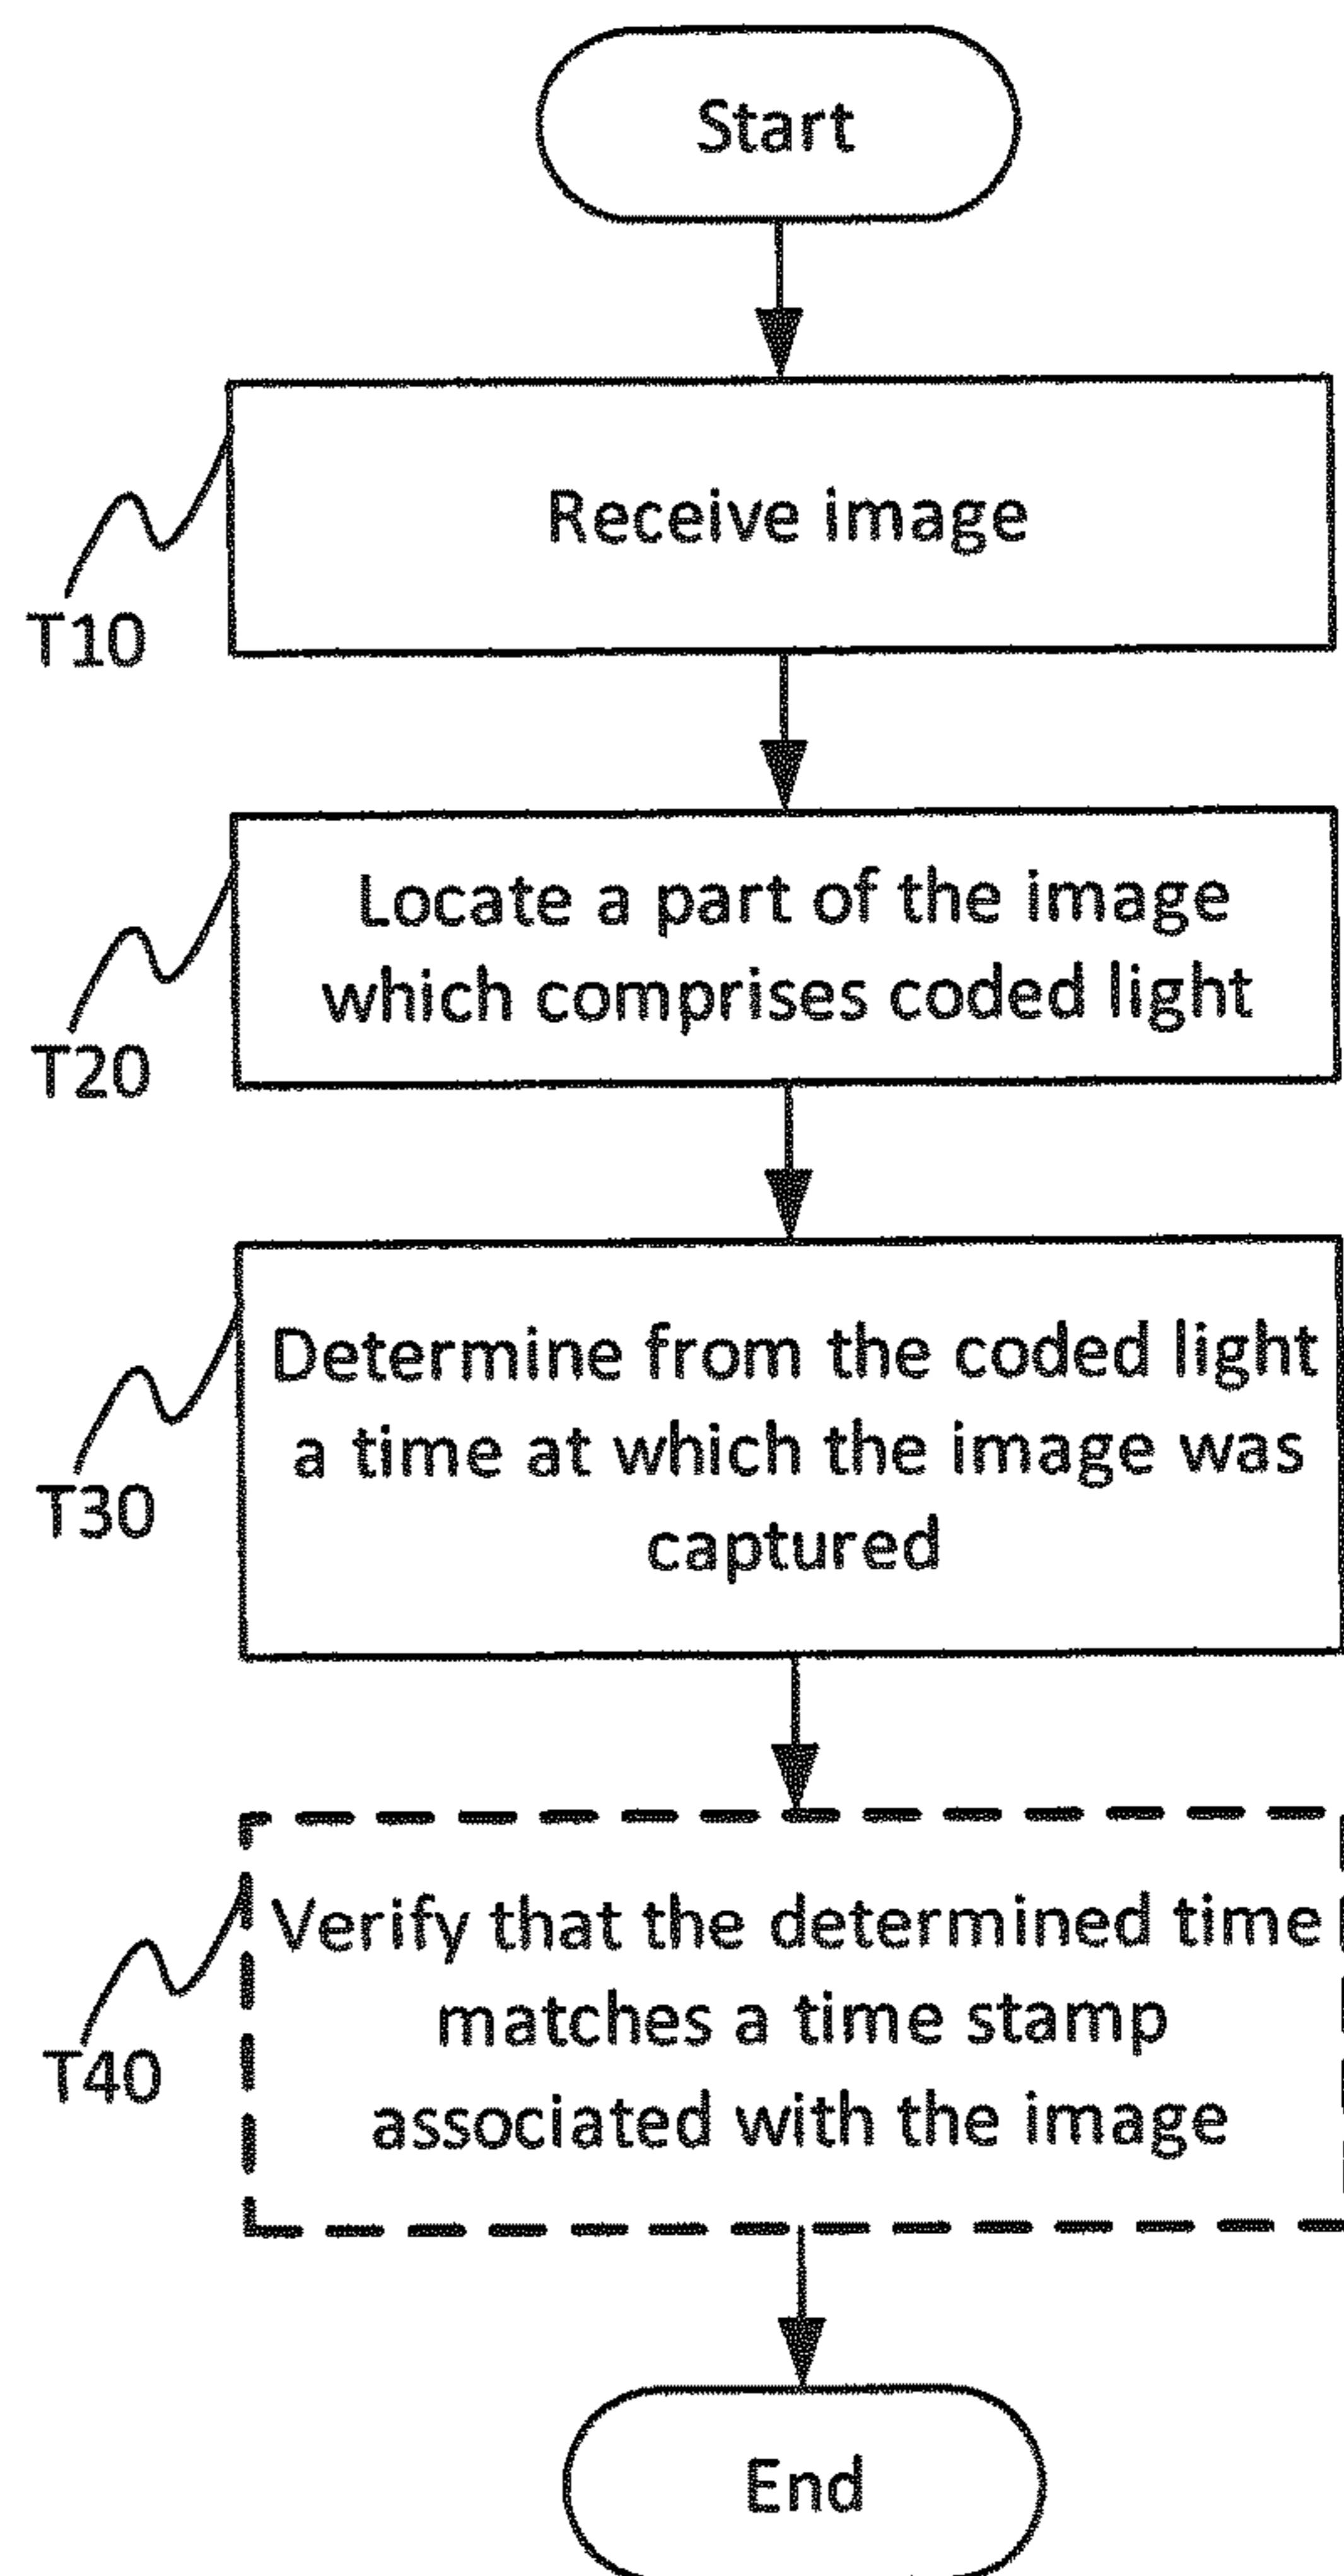 Start
Receive image
T10
Locate a part of the image
which comprises coded light
T20
Determine from the coded light
a time at which the image was
captured
T30
Verify that the determined time
matches a time stamp
associated with the image
T40
End